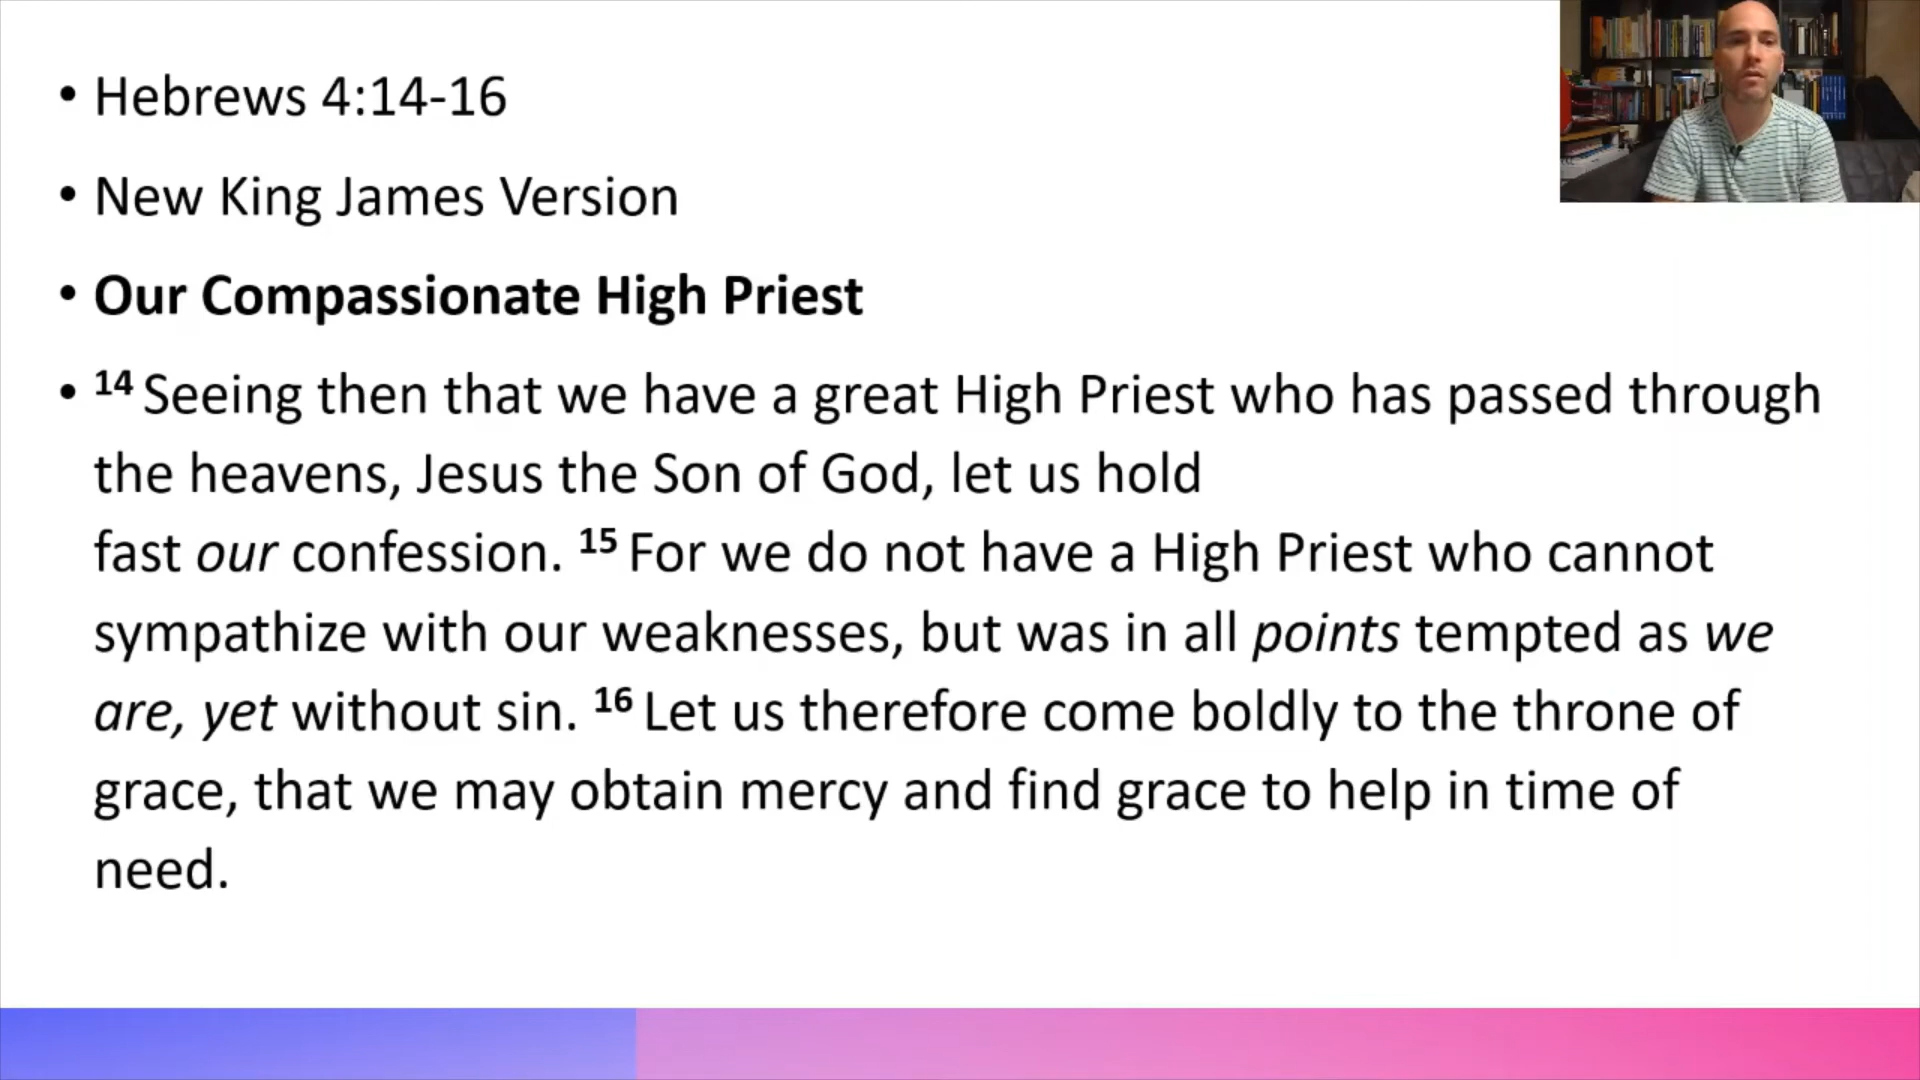 • Hebrews 4:14-16
• New King James Version
• Our Compassionate High Priest
• 14 Seeing then that we have a great High Priest who has passed through
the heavens, Jesus the Son of God, let us hold
fast our confession. 15 For we do not have a High Priest who cannot
sympathize with our weaknesses, but was in all points tempted as we
are, yet without sin. 16 Let us therefore come boldly to the throne of
grace, that we may obtain mercy and find grace to help in time of
need.